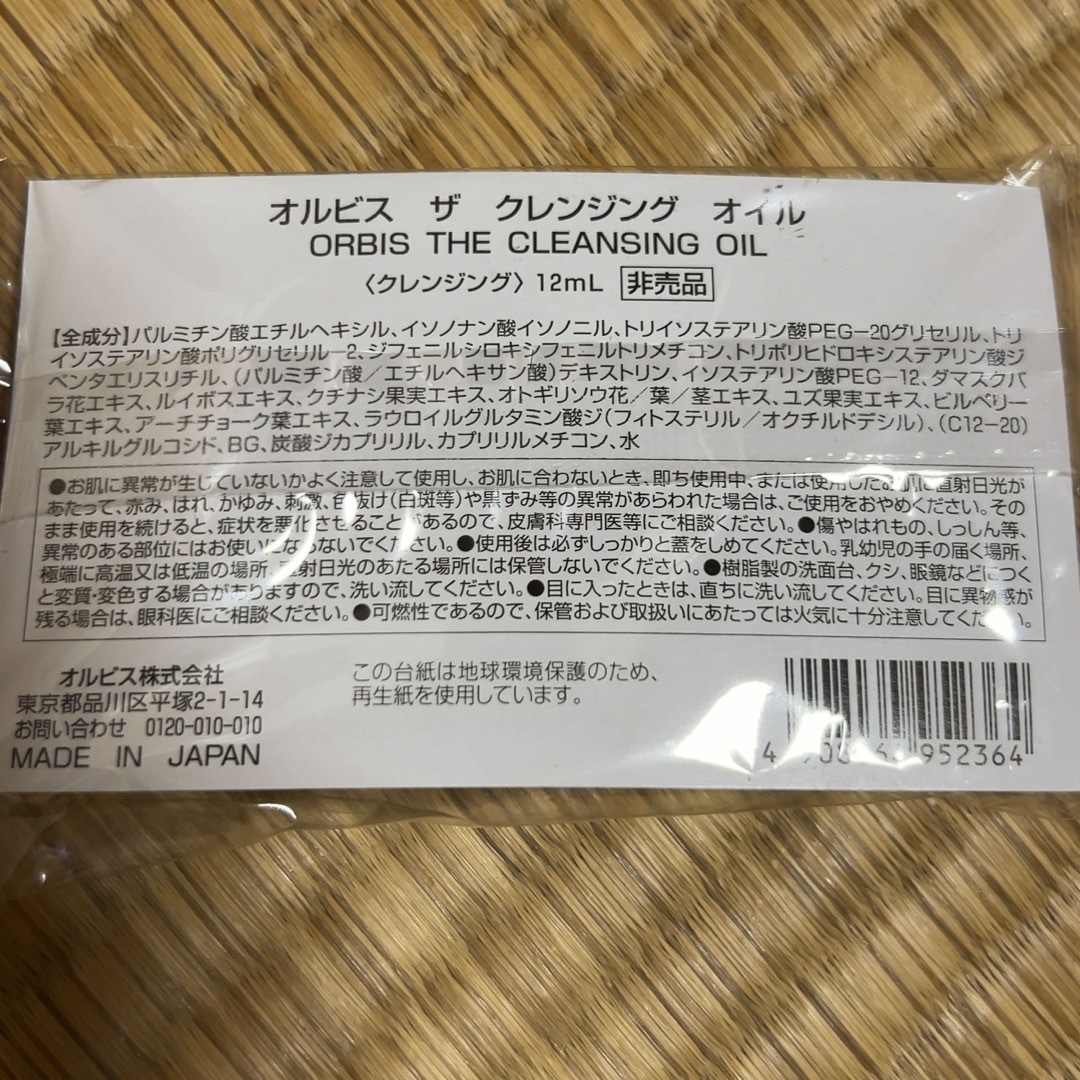 オルビス ザ クレンジング オイル
ORBIS THE CLEANSING OIL
〈クレンジング〉12mL 非売品
【全成分】パルミチン酸エチルヘキシル、イソノナン酸イソノニル、トリイソステアリン酸PEG-20グリセリル、トリ
イソステアリン酸ポリグリセリル-2、ジフェニルシロキシフェニルトリメチコン、トリポリヒドロキシステアリン酸ジ
ペンタエリスリチル、(パルミチン酸/エチルヘキサン酸)デキストリン、イソステアリン酸PEG-12、ダマスクバ
ラ花エキス、ルイボスエキス、クチナシ果実エキス、オトギリソウ花/葉/茎エキス、ユズ果実エキス、ビルベリー
葉エキス、アーチチョーク葉エキス、ラウロイルグルタミン酸ジ(フィトステリル/オクチルドデシル)、(C12-20)
アルキルグルコシド、BG、炭酸ジカプリリル、カプリリルメチコン、水
●お肌に異常が生じていないかよく注意して使用し、お肌に合わないとき、即ち使用中、または使用したお肌に直射日光が
あたって、赤み、はれ、かゆみ、刺激、色抜け(白斑等)や黒ずみ等の異常があらわれた場合は、ご使用をおやめください。その
まま使用を続けると、症状を悪化させることがあるので、皮膚科専門医等にご相談ください。●傷やはれもの、しっしん等、
異常のある部位にはお使いにならないでください。●使用後は必ずしっかりと蓋をしめてください。乳幼児の手の届く場所、
極端に高温又は低温の場所、直射日光のあたる場所には保管しないでください。●樹脂製の洗面台、クシ、眼鏡などにつく
と変質・変色する場合がありますので、洗い流してください。●目に入ったときは、直ちに洗い流してください。目に異物感が
残る場合は、眼科医にご相談ください。●可燃性であるので、保管および取扱いにあたっては火気に十分注意してください。
オルビス株式会社
東京都品川区平塚2-1-14
お問い合わせ 0120-010-010
MADE IN JAPAN
この台紙は地球環境保護のため、
再生紙を使用しています。
952364